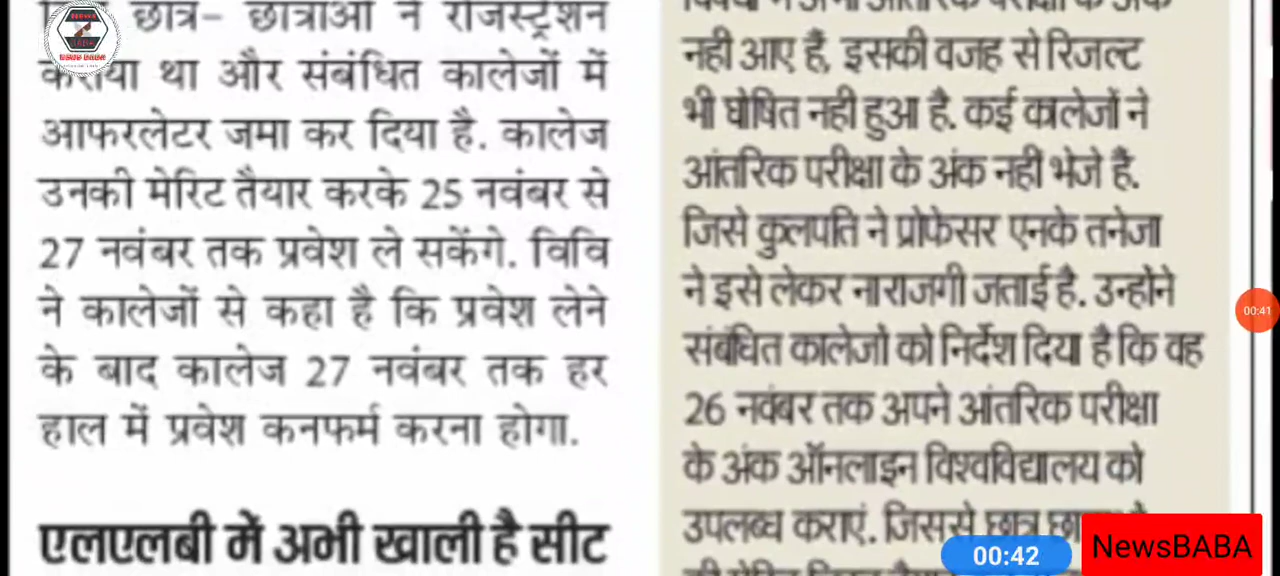 छात्र- छात्राओं ने रजिस्ट्रेशन
कराया था और संबंधित कालेजों में
आफरलेटर जमा कर दिया है. कालेज
उनकी मेरिट तैयार करके 25 नवंबर से
27 नवंबर तक प्रवेश ले सकेंगे. विवि
ने कालेजों से कहा है कि प्रवेश लेने
के बाद कालेज 27 नवंबर तक हर
हाल में प्रवेश कनफर्म करना होगा.
एलएलबी में अभी खाली है सीट
नही आए हैं, इसकी वजह से रिजल्ट
भी घोषित नही हुआ है. कई कालेजों ने
आंतरिक परीक्षा के अंक नही भेजे हैं.
जिसे कुलपति ने प्रोफेसर एनके तनेजा
ने इसे लेकर नाराजगी जताई है. उन्होने
संबंधित कालेजो को निर्देश दिया है कि वह
26 नवंबर तक अपने आंतरिक परीक्षा
के अंक ऑनलाइन विश्वविद्यालय को
उपलब्ध कराएं. जिससे छात्र
00:41
00:42
NewsBABA